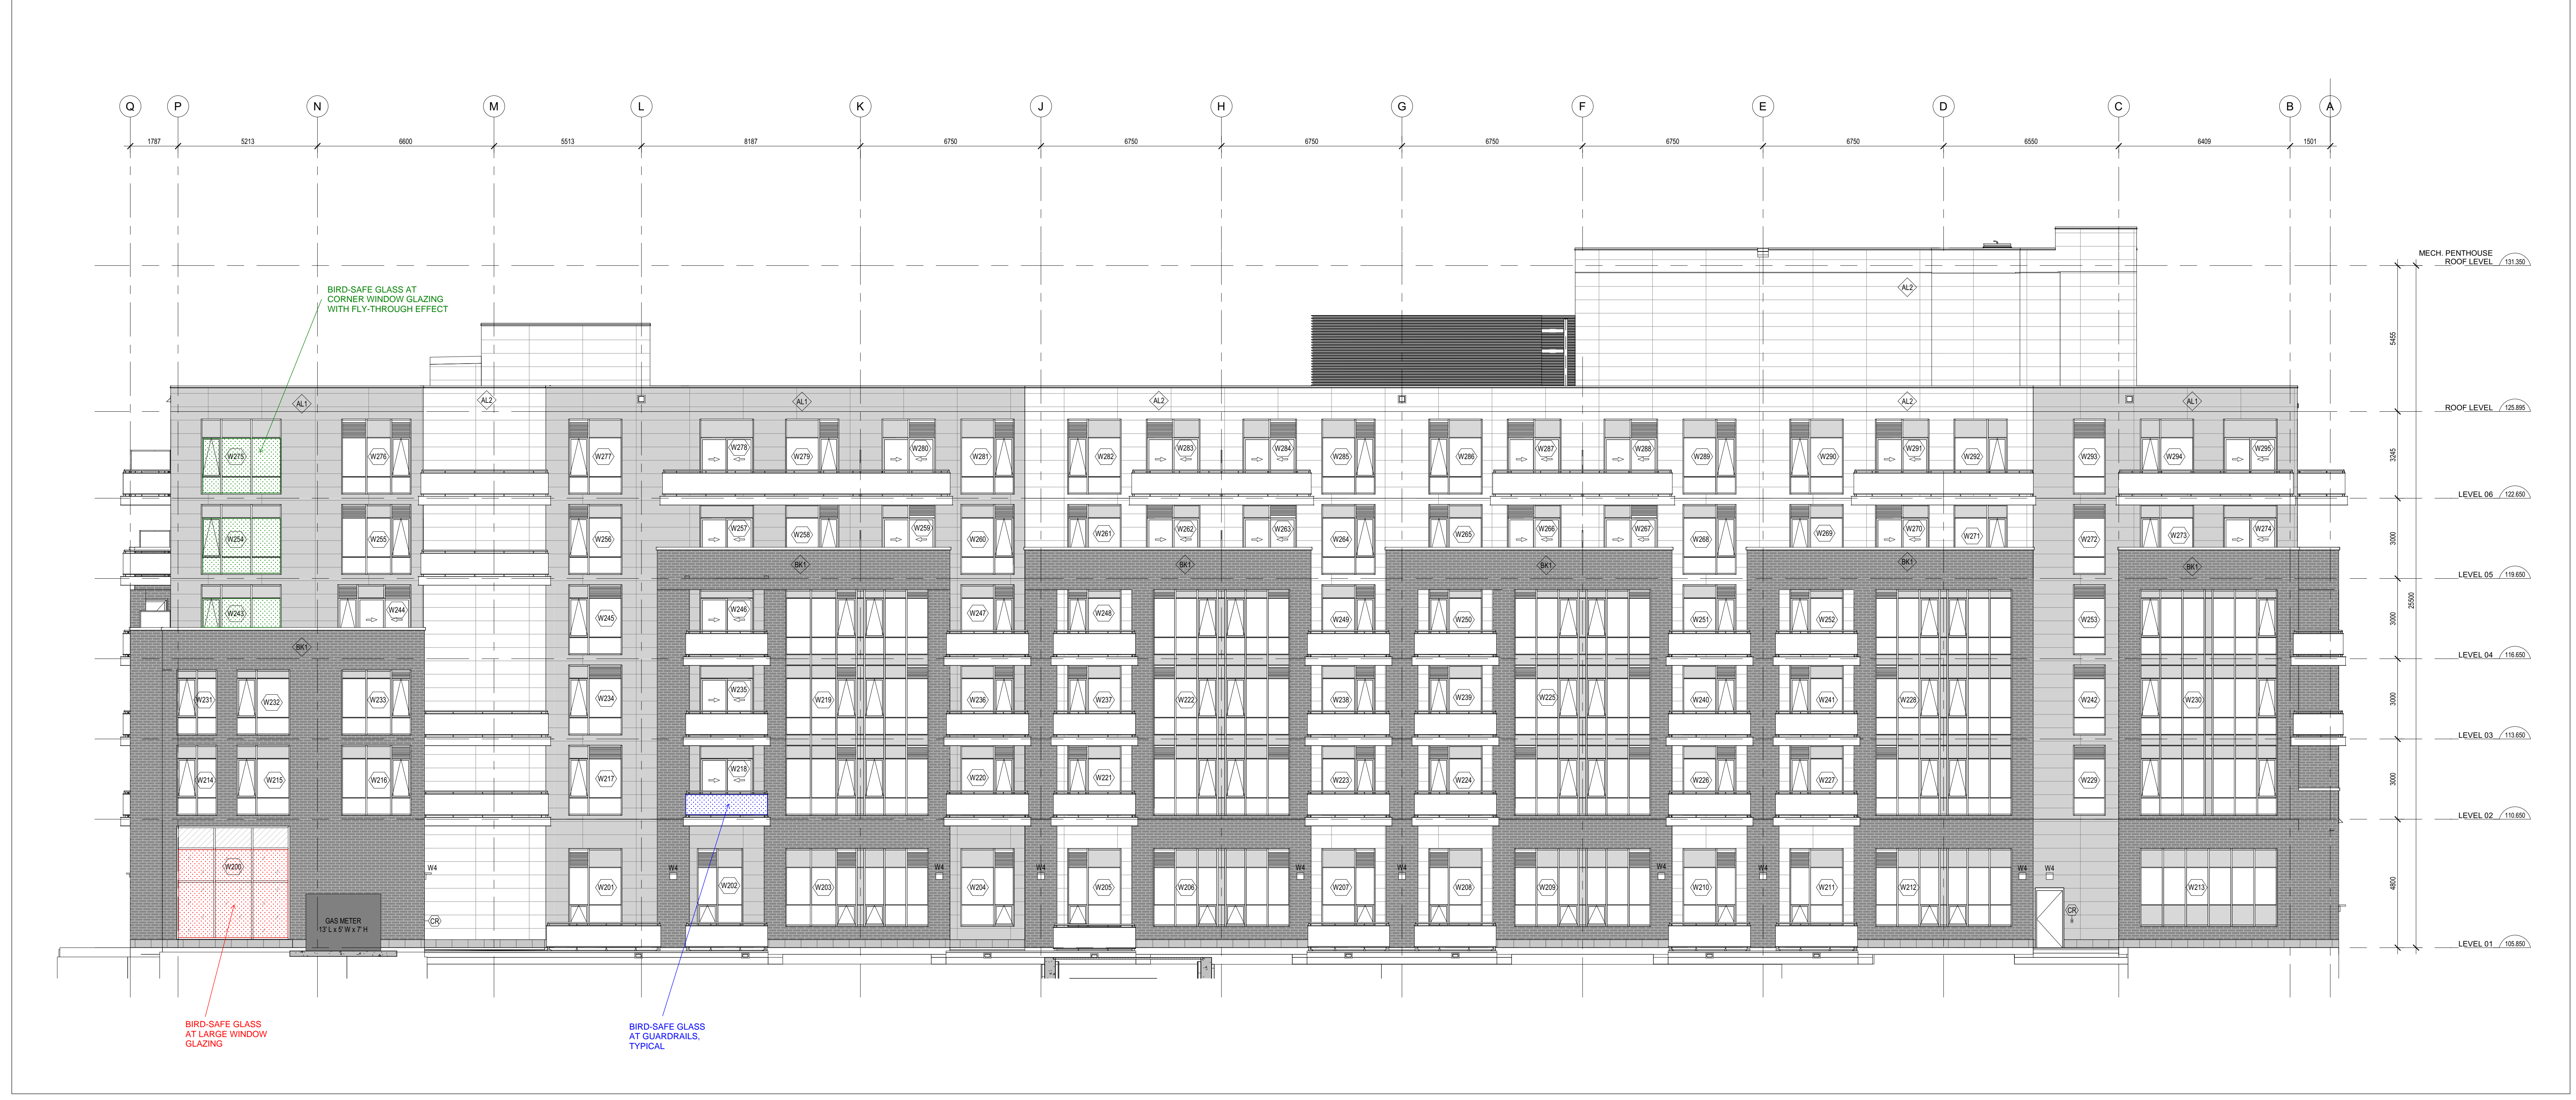 Q P N M L K J H G F E D C B A
1787 5213 6600 5513 8187 6750 6750 6750 6750 6750 6750 6550 6409 1501
MECH. PENTHOUSE
ROOF LEVEL 131.350
BIRD-SAFE GLASS AT
CORNER WINDOW GLAZING
WITH FLY-THROUGH EFFECT
AL2
5455
AL1 AL2 AL1 AL2 AL2 AL1
ROOF LEVEL 125.895
W275 W276 W277 W278 W279 W280 W281 W282 W283 W284 W285 W286 W287 W288 W289 W290 W291 W292 W293 W294 W295
3245
LEVEL 06 122.650
W254 W255 W256 W257 W258 W259 W260 W261 W262 W263 W264 W265 W266 W267 W268 W269 W270 W271 W272 W273 W274
3000
BK1 BK1 BK1 BK1 BK1
LEVEL 05 119.650
25500
W243 W244 W245 W246 W247 W248 W249 W250 W251 W252 W253
3000
BK1
LEVEL 04 116.650
W231 W232 W233 W234 W235 W219 W236 W237 W222 W238 W239 W225 W240 W241 W228 W242 W230
3000
LEVEL 03 113.650
W214 W215 W216 W217 W218 W220 W221 W223 W224 W226 W227 W229
3000
LEVEL 02 110.650
W4 W4 W4 W4 W4 W4 W4 W4 W4 W4
W200 W201 W202 W203 W204 W205 W206 W207 W208 W209 W210 W211 W212 W213
4800
GAS METER
13' L x 5' W x 7' H
CR CR
LEVEL 01 105.850
BIRD-SAFE GLASS
AT LARGE WINDOW
GLAZING
BIRD-SAFE GLASS
AT GUARDRAILS,
TYPICAL